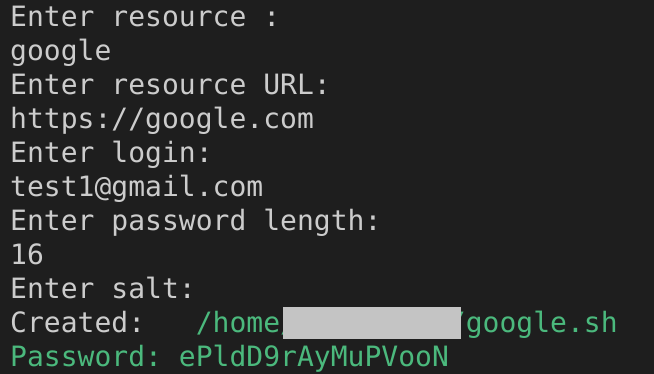 Enter resource :
google
Enter resource URL:
https://google.com
Enter login:
test1@gmail.com
Enter password length:
16
Enter salt:
Created: /home/ /google.sh
Password: ePldD9rAyMuPVooN